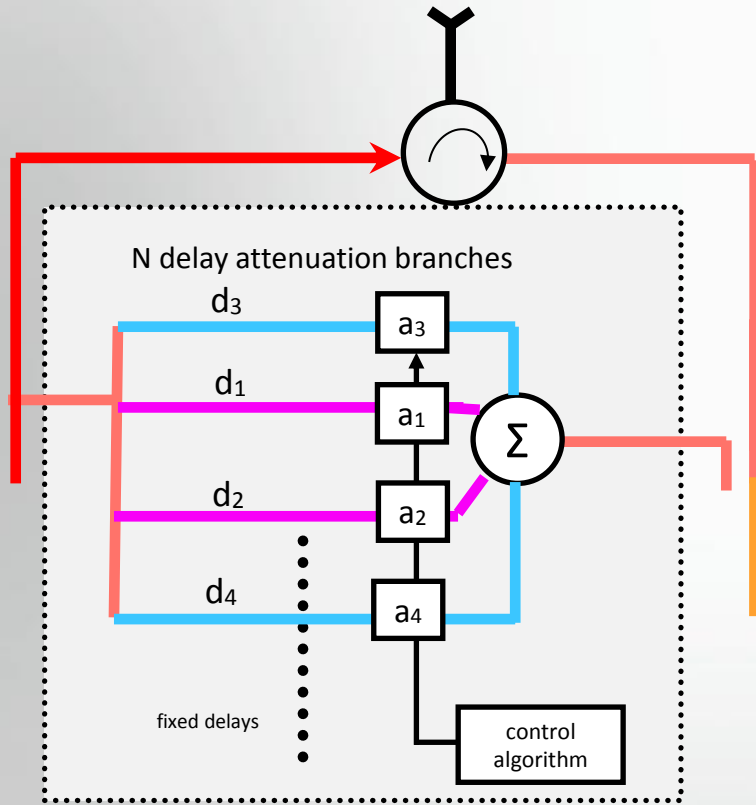 N delay attenuation branches
d₃
a₃
d₁
a₁
Σ
d₂
a₂
d₄
a₄
fixed delays
control
algorithm